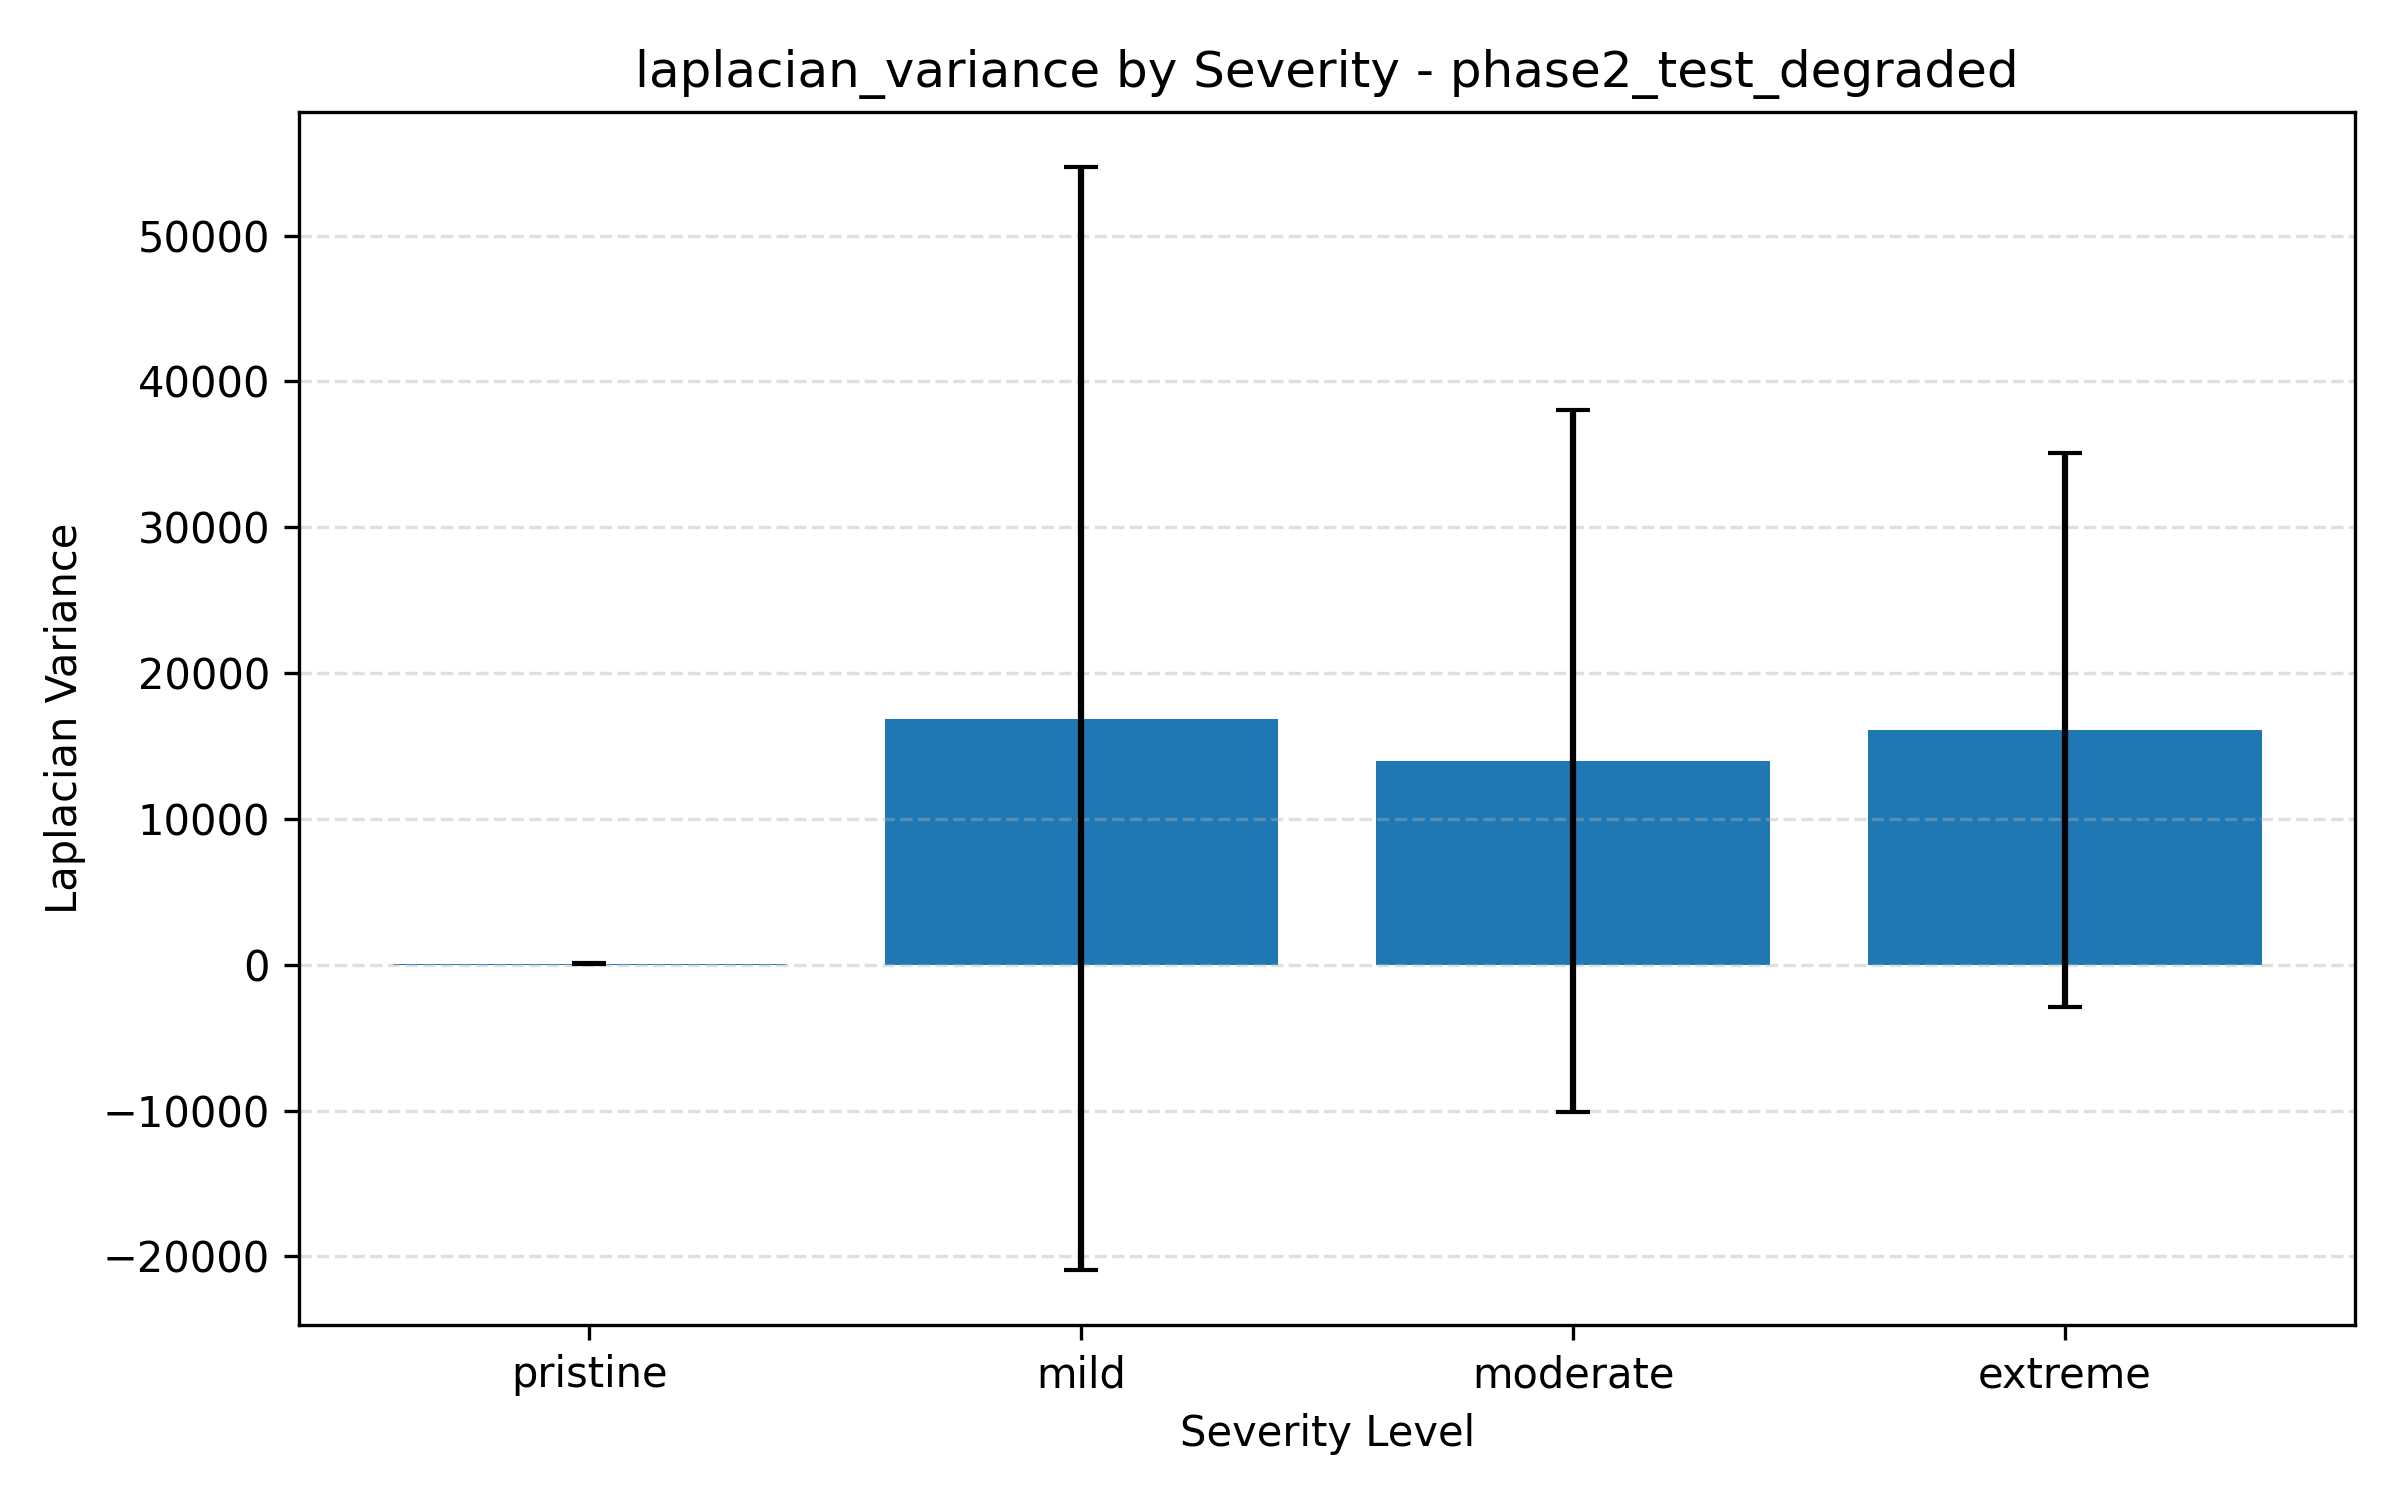 laplacian_variance by Severity - phase2_test_degraded
Laplacian Variance
50000
40000
30000
20000
10000
0
−10000
−20000
pristine mild moderate extreme
Severity Level